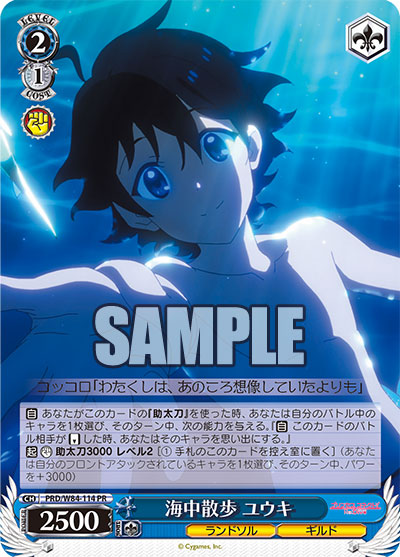 LEVEL
2
1
COST
SAMPLE
コッコロ「わたくしは、あのころ想像していたよりも」
【自】 あなたがこのカードの『助太刀』を使った時、あなたは自分のバトル中の
キャラを1枚選び、そのターン中、次の能力を与える。『【自】 このカードのバ
トル相手が した時、あなたはそのキャラを思い出にする。』
【起】 助太刀3000 レベル2 [① 手札のこのカードを控え室に置く] (あなた
は自分のフロントアタックされているキャラを1枚選び、そのターン中、パワー
を+3000)
CH PRD/W84-114 PR
POWER
2500
SOUL
海中散歩 ユウキ
ランドソル
ギルド
© Cygames, Inc.